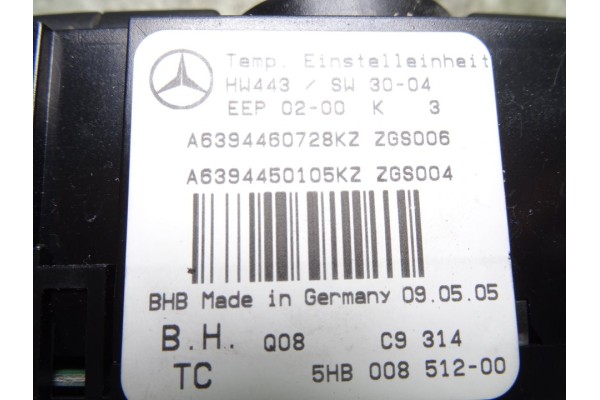 Temp. Einstelleinheit
HW443 / SW 30-04
EEP 02-00 K 3
A6394460728KZ ZGS006
A6394450105KZ ZGS004
BHB Made in Germany 09.05.05
B.H. Q08 C9 314
TC 5HB 008 512-00